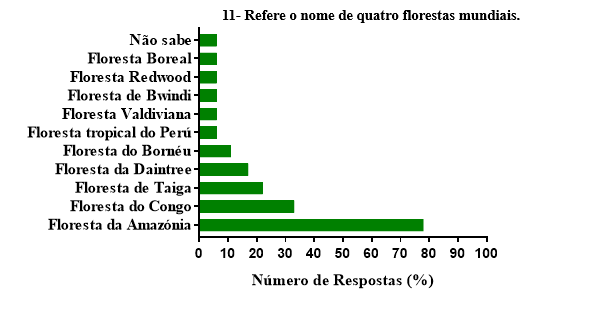 11- Refere o nome de quatro florestas mundiais.
Não sabe
Floresta Boreal
Floresta Redwood
Floresta de Bwindi
Floresta Valdiviana
Floresta tropical do Perú
Floresta do Bornéu
Floresta da Daintree
Floresta de Taiga
Floresta do Congo
Floresta da Amazónia
0 10 20 30 40 50 60 70 80 90 100
Número de Respostas (%)